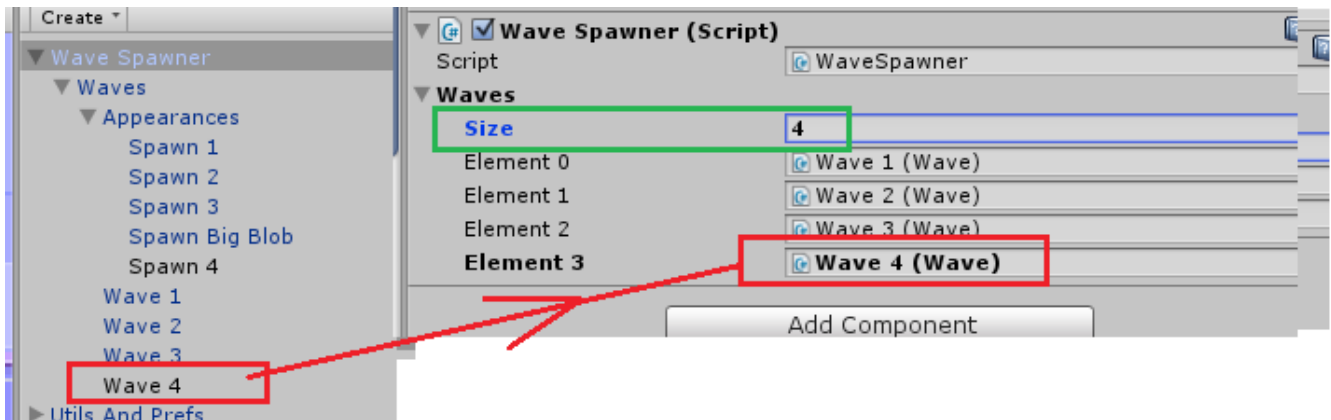 Create
Wave Spawner
Waves
Appearances
Spawn 1
Spawn 2
Spawn 3
Spawn Big Blob
Spawn 4
Wave 1
Wave 2
Wave 3
Wave 4
Utils And Prefs
Wave Spawner (Script)
Script WaveSpawner
Waves
Size 4
Element 0 Wave 1 (Wave)
Element 1 Wave 2 (Wave)
Element 2 Wave 3 (Wave)
Element 3 Wave 4 (Wave)
Add Component